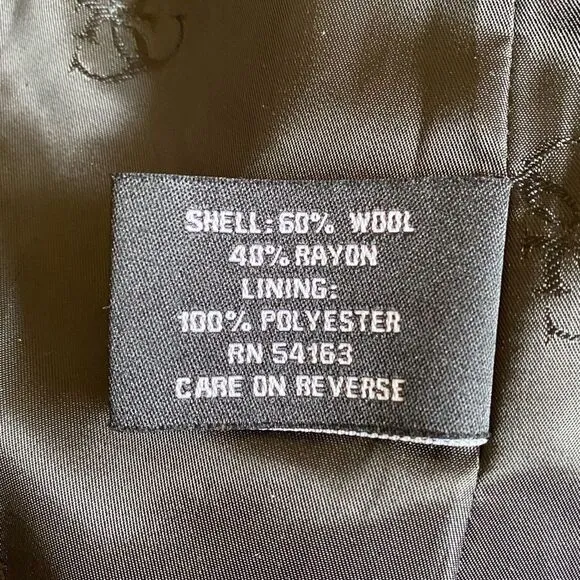 SHELL: 60% WOOL
40% RAYON
LINING:
100% POLYESTER
RN 54163
CARE ON REVERSE